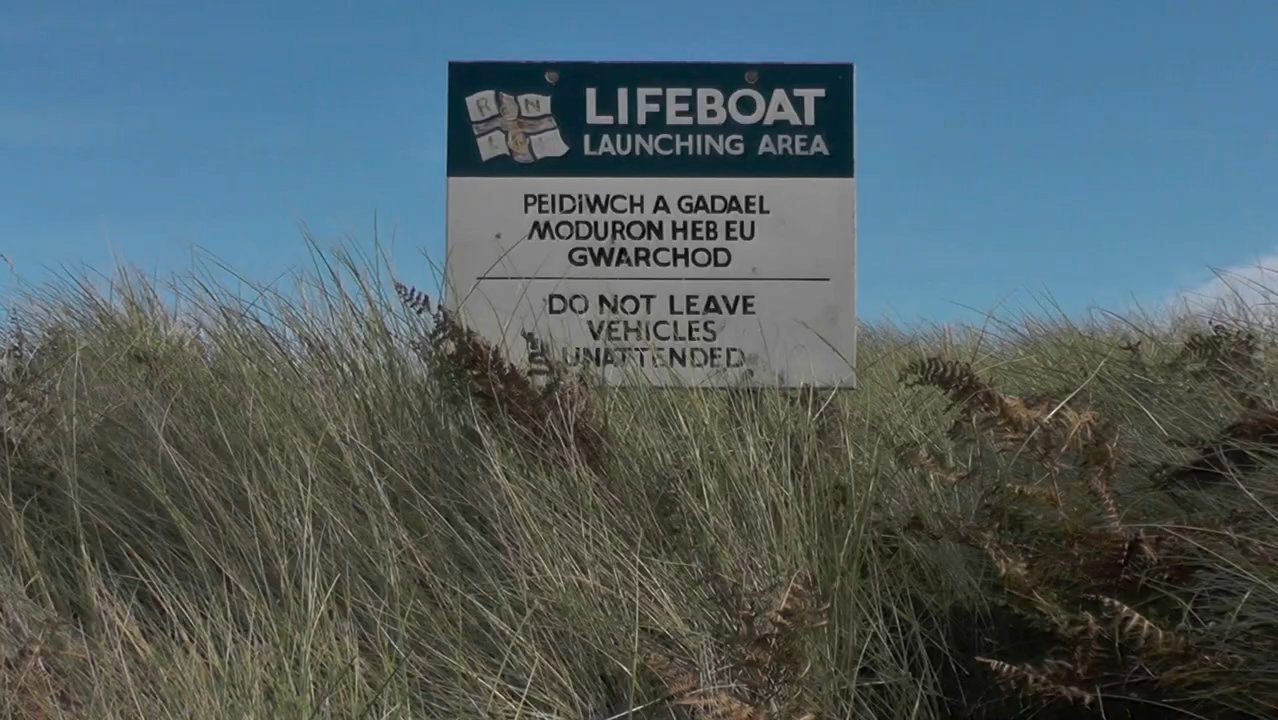 R N
L I
LIFEBOAT
LAUNCHING AREA
PEIDIWCH A GADAEL
MODURON HEB EU
GWARCHOD
DO NOT LEAVE
VEHICLES
UNATTENDED